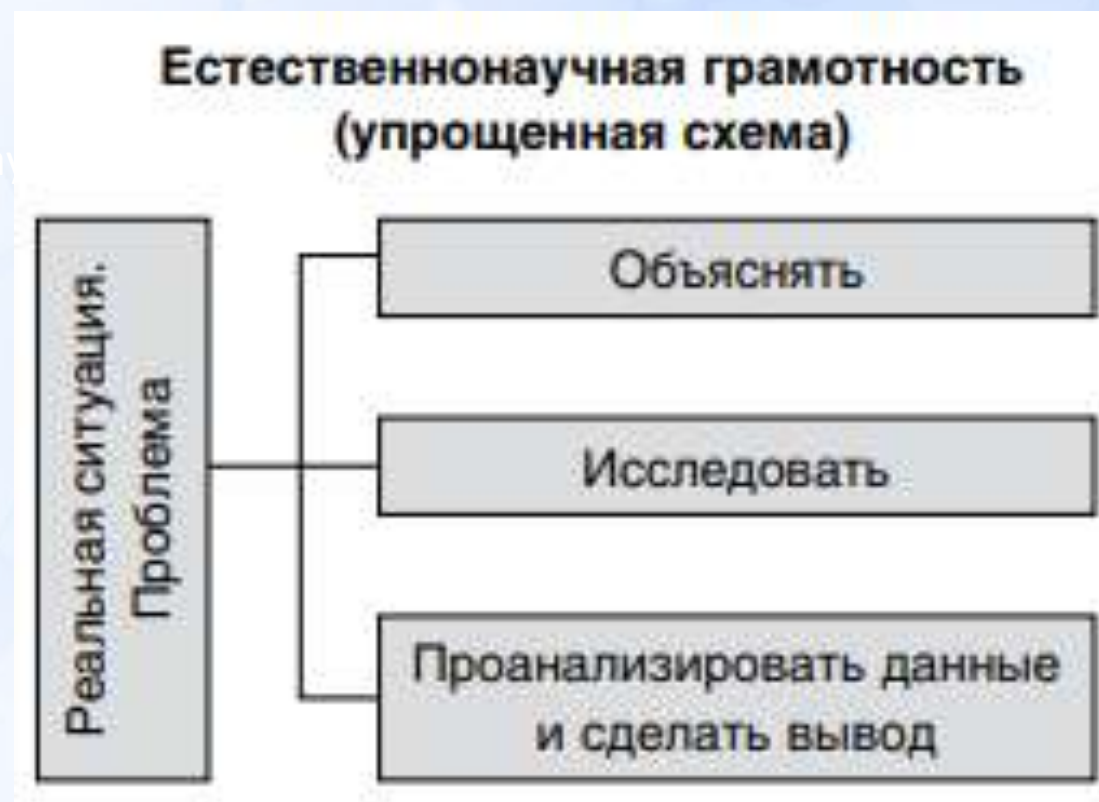 Естественнонаучная грамотность
(упрощенная схема)
Реальная ситуация.
Проблема
Объяснять
Исследовать
Проанализировать данные
и сделать вывод